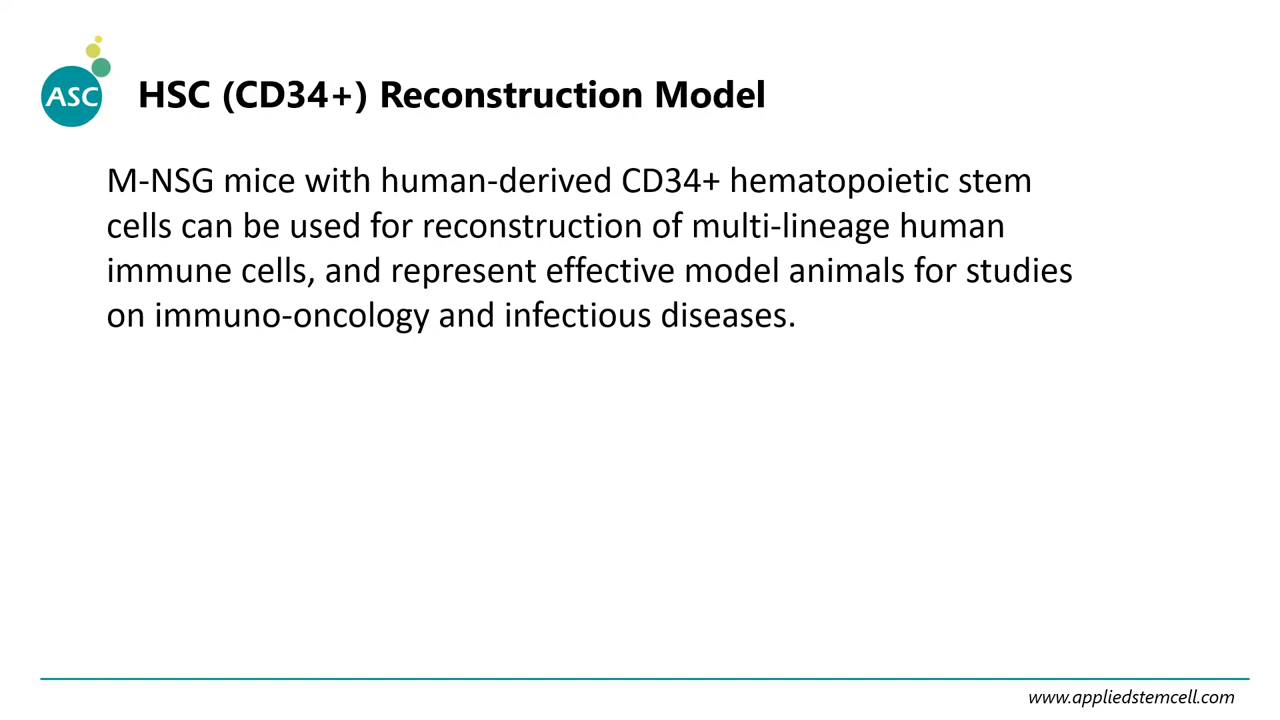 ASC
HSC (CD34+) Reconstruction Model
M-NSG mice with human-derived CD34+ hematopoietic stem
cells can be used for reconstruction of multi-lineage human
immune cells, and represent effective model animals for studies
on immuno-oncology and infectious diseases.
www.appliedstemcell.com